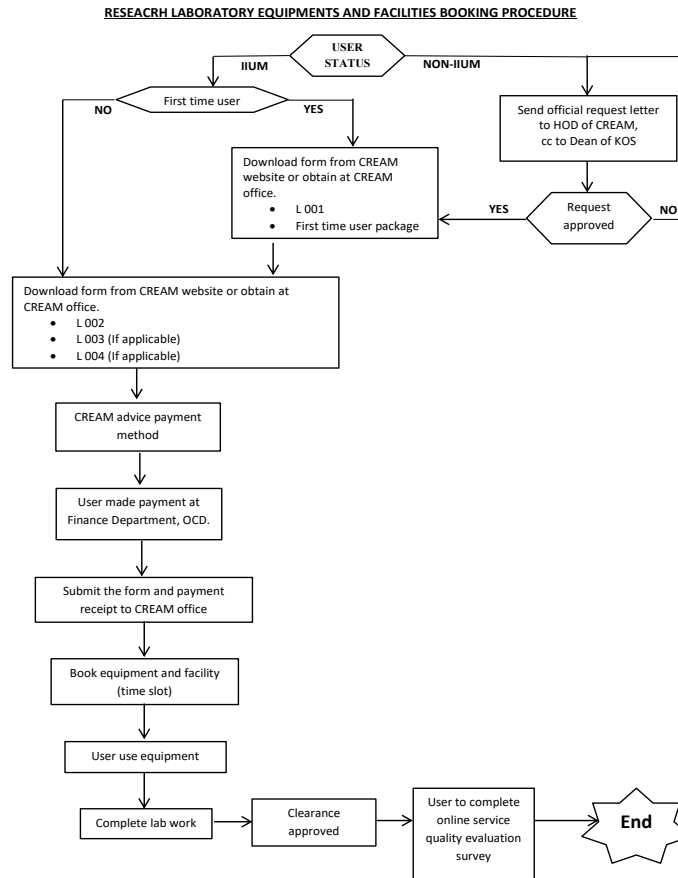 RESEACRH LABORATORY EQUIPMENTS AND FACILITIES BOOKING PROCEDURE
USER
STATUS
IIUM
NON-IIUM
First time user
NO
YES
Send official request letter
to HOD of CREAM,
cc to Dean of KOS
Download form from CREAM
website or obtain at CREAM
office.
• L 001
• First time user package
YES
Request
approved
NO
Download form from CREAM website or obtain at
CREAM office.
• L 002
• L 003 (If applicable)
• L 004 (If applicable)
CREAM advice payment
method
User made payment at
Finance Department, OCD.
Submit the form and payment
receipt to CREAM office
Book equipment and facility
(time slot)
User use equipment
Complete lab work
Clearance
approved
User to complete
online service
quality evaluation
survey
End